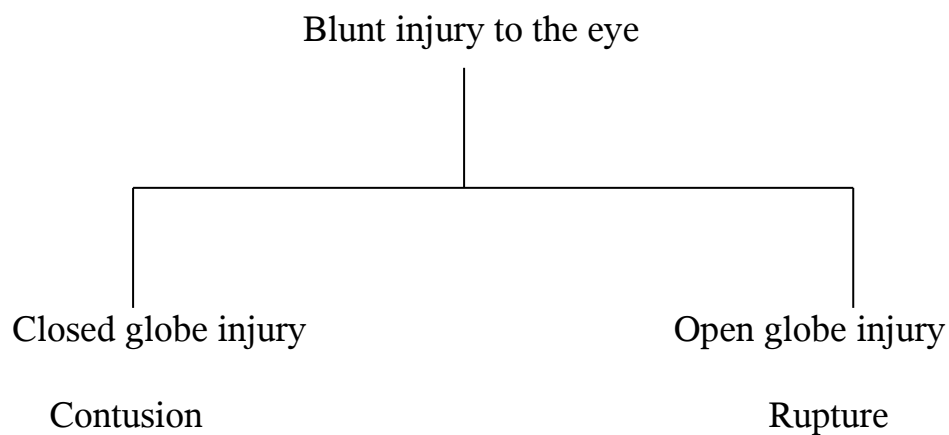 Blunt injury to the eye
Closed globe injury
Open globe injury
Contusion
Rupture